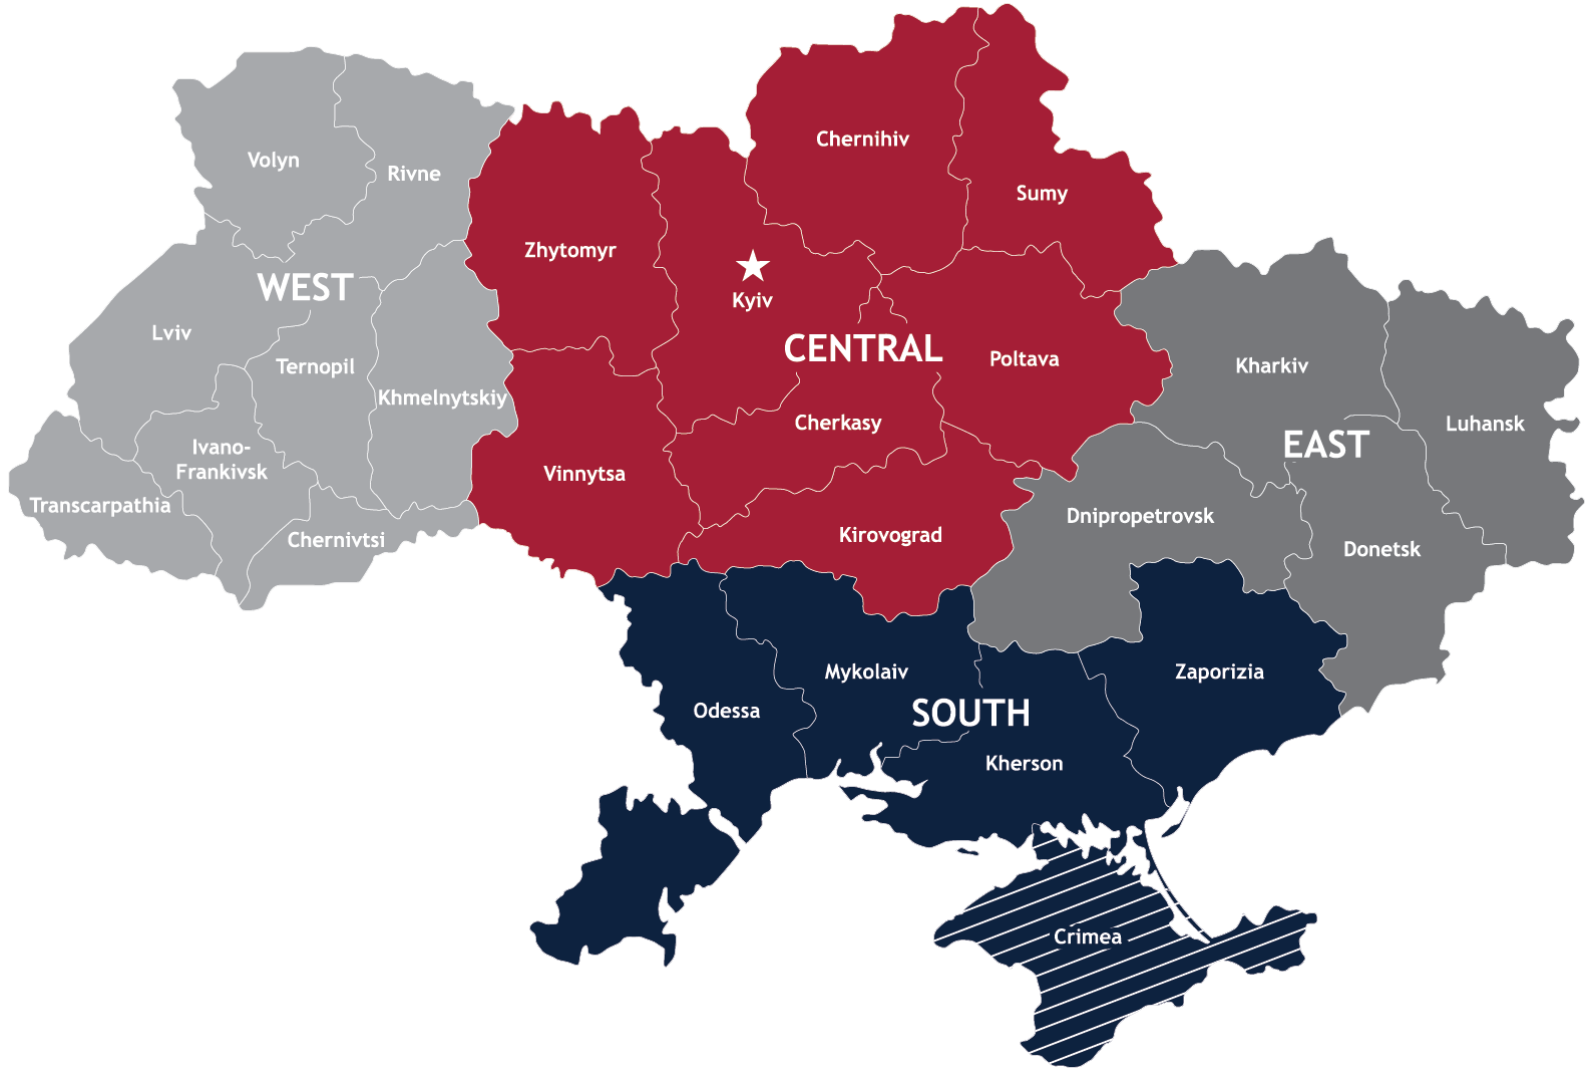 Chernihiv
Volyn
Rivne
Sumy
Zhytomyr
WEST
Kyiv
Lviv
CENTRAL
Ternopil
Poltava
Kharkiv
Khmelnytskiy
Cherkasy
Luhansk
Ivano-
Frankivsk
EAST
Vinnytsa
Transcarpathia
Dnipropetrovsk
Chernivtsi
Kirovograd
Donetsk
Mykolaiv
Zaporizia
Odessa
SOUTH
Kherson
Crimea